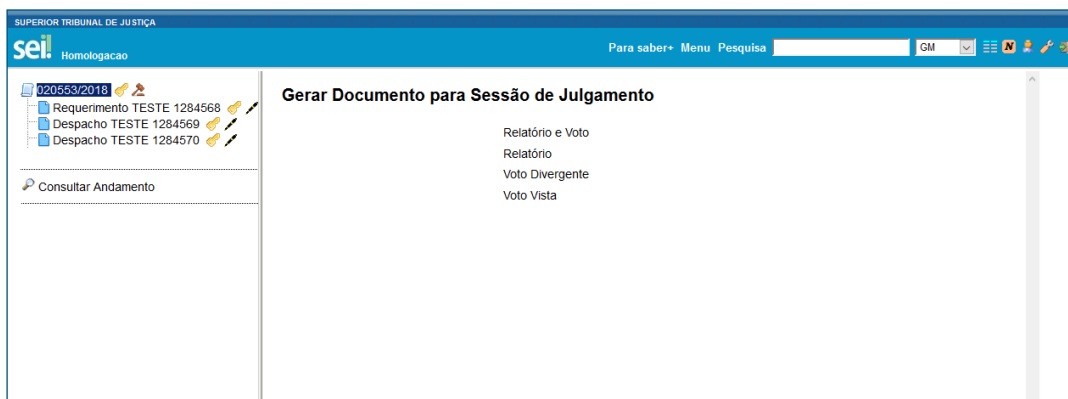 SUPERIOR TRIBUNAL DE JUSTIÇA
sei! Homologacao
Para saber+ Menu Pesquisa GM
N
020553/2018
Requerimento TESTE 1284568
Despacho TESTE 1284569
Despacho TESTE 1284570
Consultar Andamento
Gerar Documento para Sessão de Julgamento
Relatório e Voto
Relatório
Voto Divergente
Voto Vista